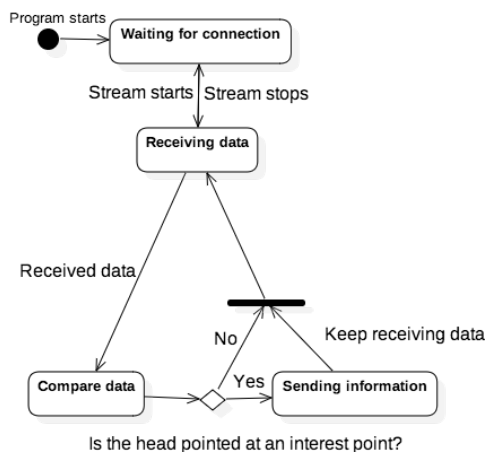 Program starts
Waiting for connection
Stream starts
Stream stops
Receiving data
Received data
No
Keep receiving data
Compare data
Yes
Sending information
Is the head pointed at an interest point?